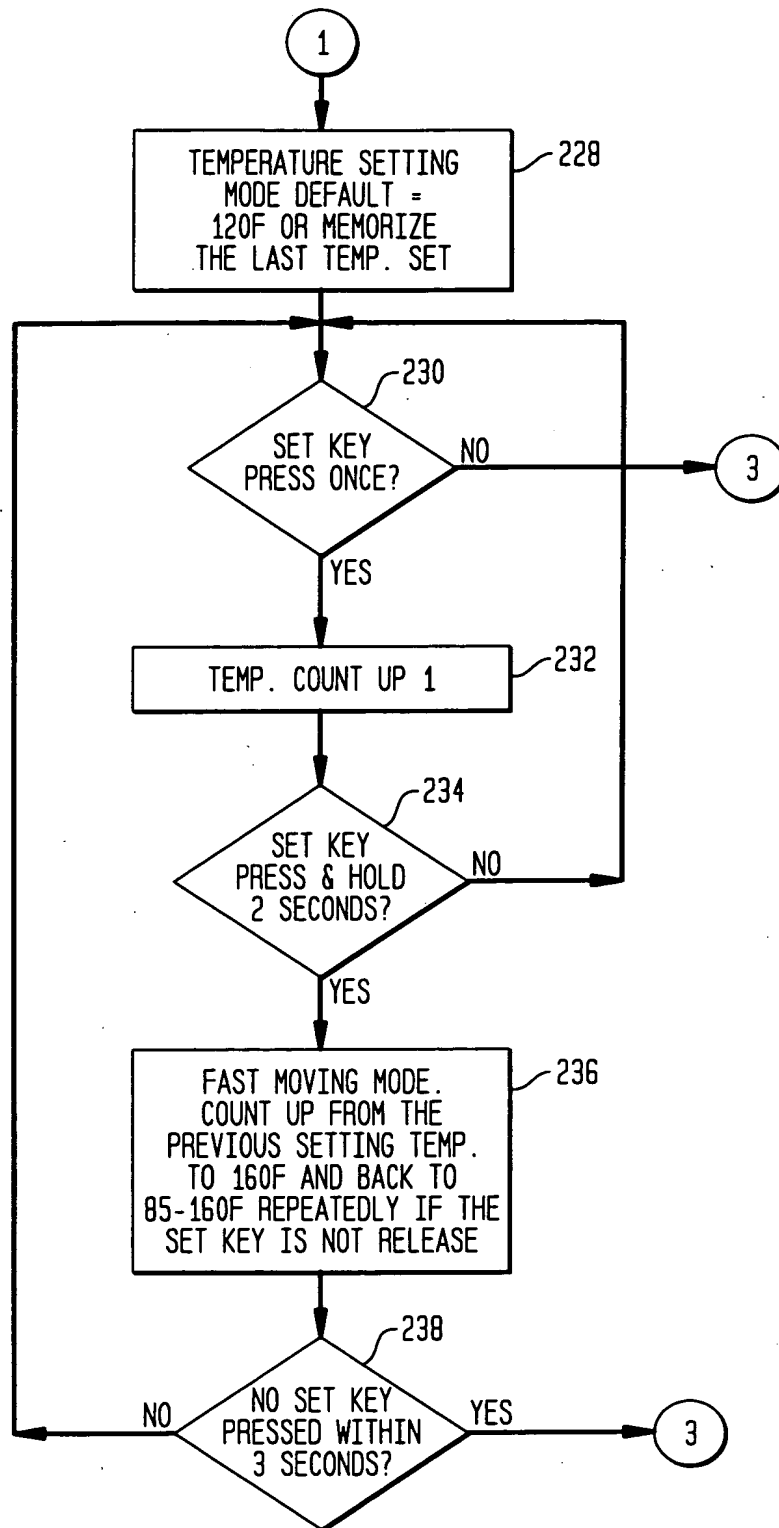 1
TEMPERATURE SETTING
MODE DEFAULT =
120F OR MEMORIZE
THE LAST TEMP. SET
228
230
SET KEY
PRESS ONCE?
NO
3
YES
TEMP. COUNT UP 1
232
234
SET KEY
PRESS & HOLD
2 SECONDS?
NO
YES
FAST MOVING MODE.
COUNT UP FROM THE
PREVIOUS SETTING TEMP.
TO 160F AND BACK TO
85-160F REPEATEDLY IF THE
SET KEY IS NOT RELEASE
236
238
NO SET KEY
PRESSED WITHIN
3 SECONDS?
NO
YES
3